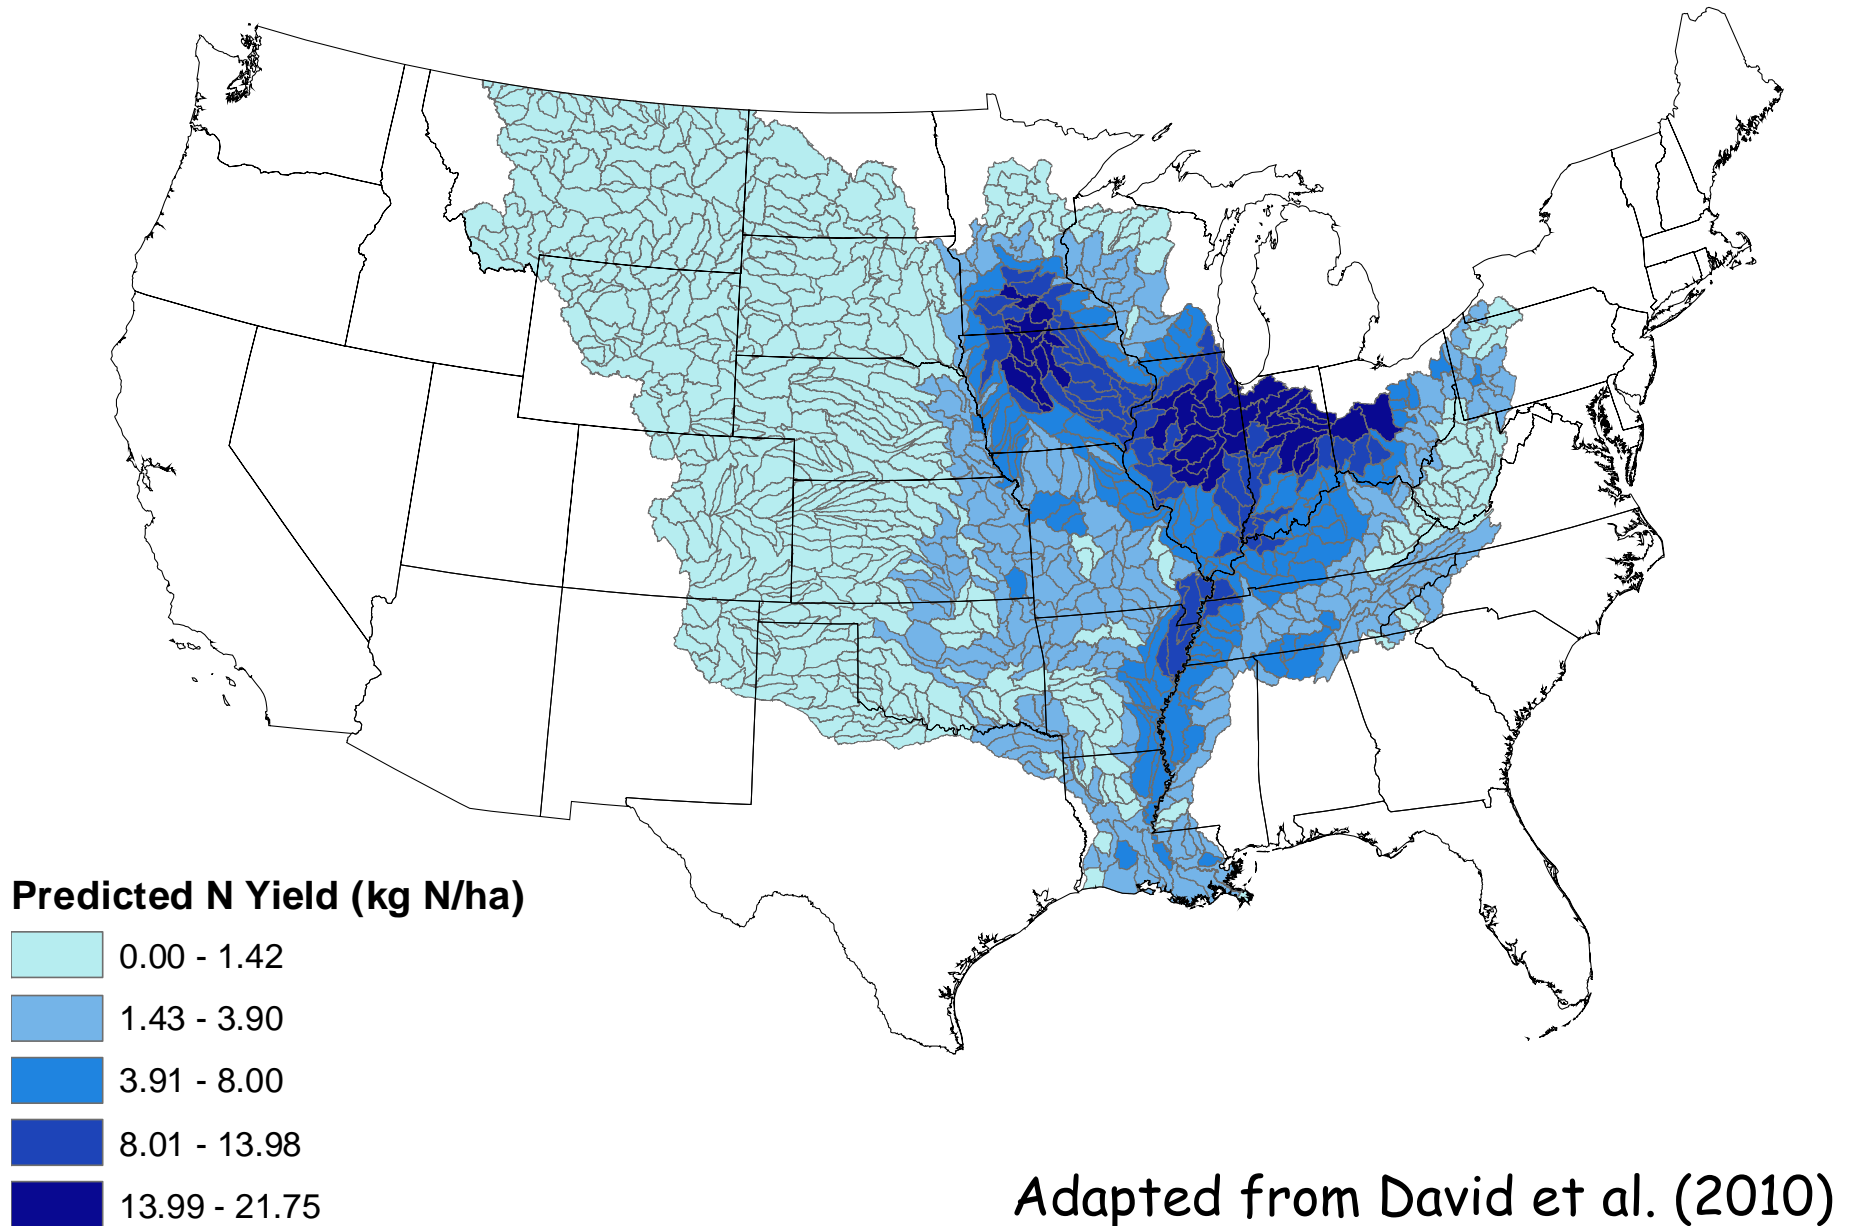 Predicted N Yield (kg N/ha)
0.00 - 1.42
1.43 - 3.90
3.91 - 8.00
8.01 - 13.98
13.99 - 21.75
Adapted from David et al. (2010)